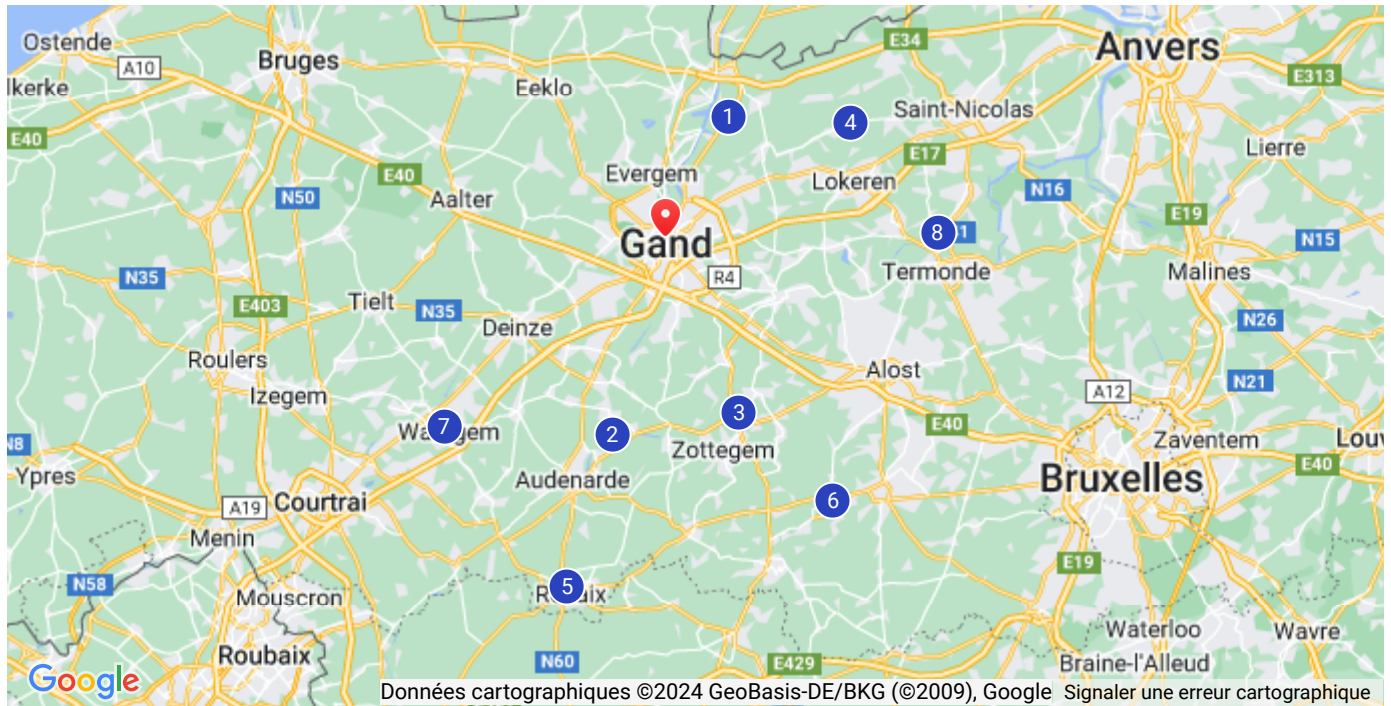 Ostende
A10
Bruges
E34
Anvers
E313
lkerke
Eeklo
1
4
Saint-Nicolas
E40
E17
Lierre
Evergem
E40
Lokeren
N50
Aalter
N16
E19
8
Gand
N15
R4
Termonde
Malines
N35
E403
Tielt
N35
Deinze
N26
Roulers
Alost
Izegem
A12
N21
3
7
2
E40
N8
Zaventem
Louv
Zottegem
E40
Ypres
Audenarde
Bruxelles
Courtrai
6
A19
Menin
E19
N58
5
Mouscron
Waterloo
Wavre
Roubaix
N60
E429
Braine-l'Alleud
Google
Données cartographiques ©2024 GeoBasis-DE/BKG (©2009), Google
Signaler une erreur cartographique